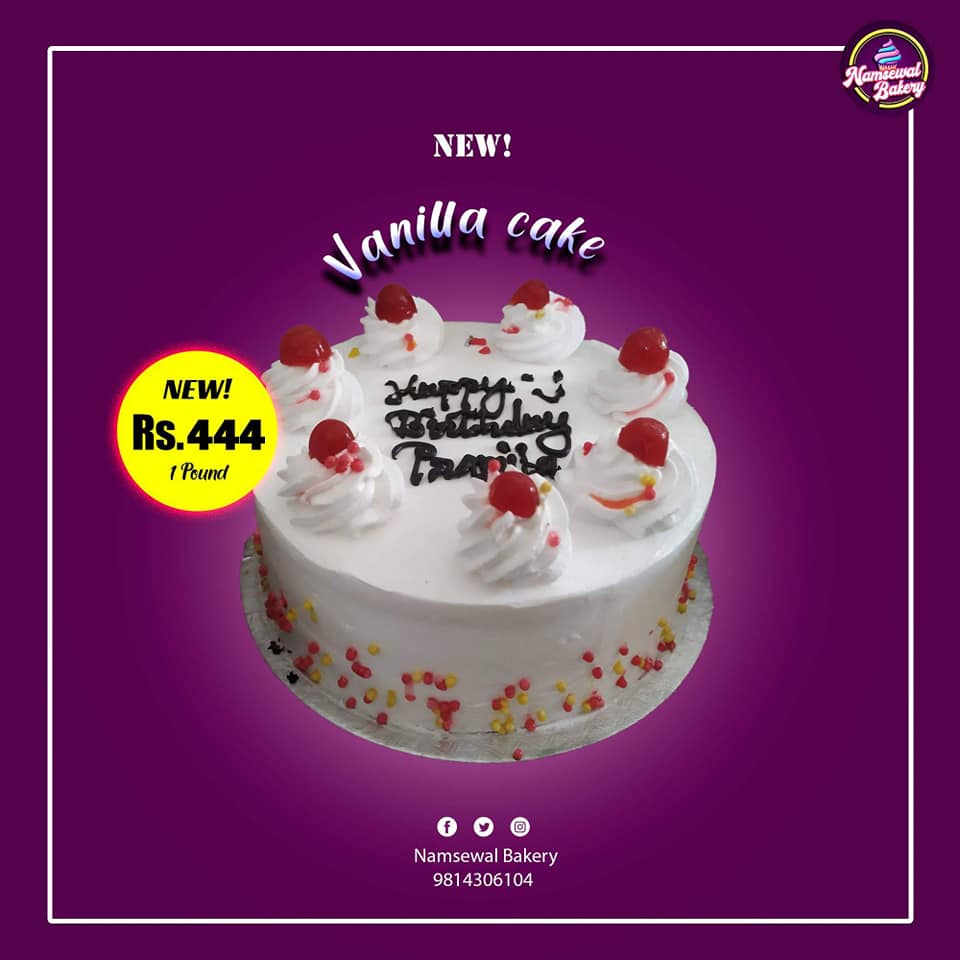 Namsewal
Bakery
NEW!
Vanilla cake
NEW!
Rs.444
1 Pound
Happy
Birthday
Namsewal Bakery
9814306104